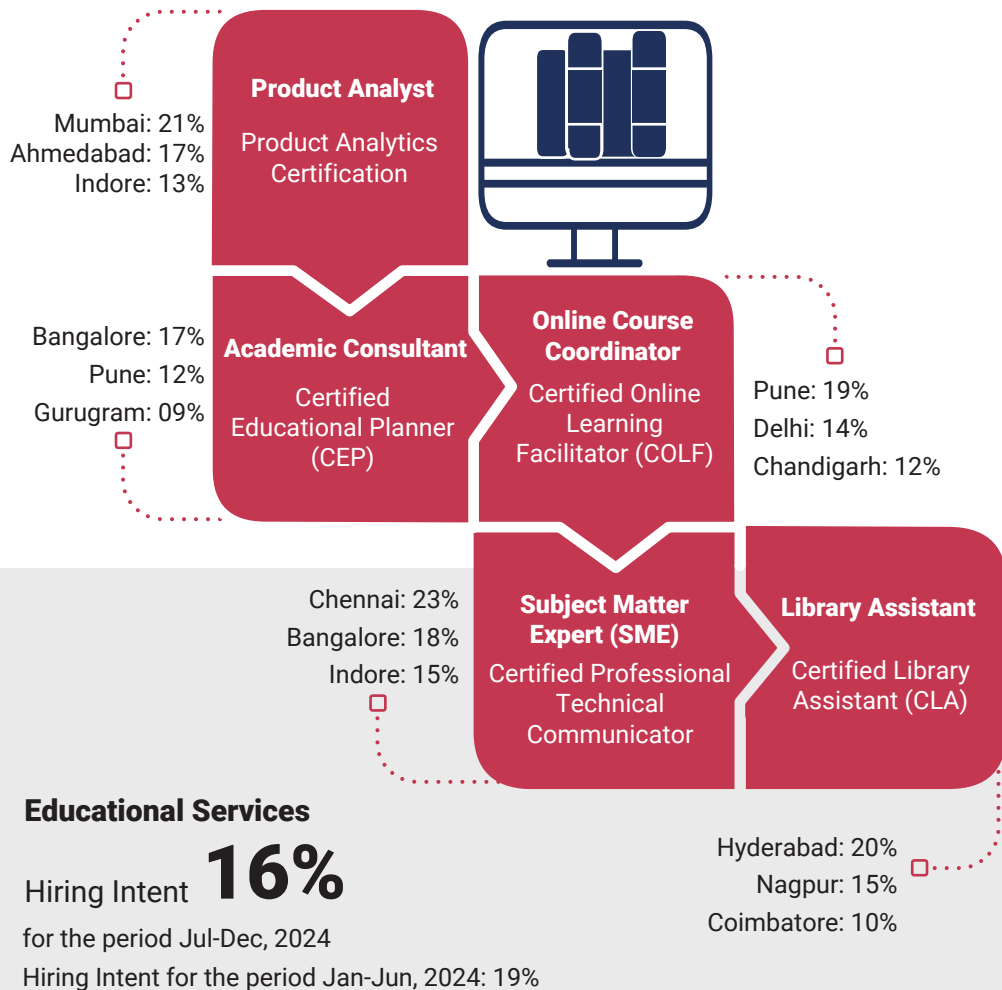 Product Analyst
Product Analytics
Certification
Mumbai: 21%
Ahmedabad: 17%
Indore: 13%
Academic Consultant
Certified
Educational Planner
(CEP)
Bangalore: 17%
Pune: 12%
Gurugram: 09%
Online Course
Coordinator
Certified Online
Learning
Facilitator (COLF)
Pune: 19%
Delhi: 14%
Chandigarh: 12%
Subject Matter
Expert (SME)
Certified Professional
Technical
Communicator
Chennai: 23%
Bangalore: 18%
Indore: 15%
Library Assistant
Certified Library
Assistant (CLA)
Hyderabad: 20%
Nagpur: 15%
Coimbatore: 10%
Educational Services
Hiring Intent 16%
for the period Jul-Dec, 2024
Hiring Intent for the period Jan-Jun, 2024: 19%